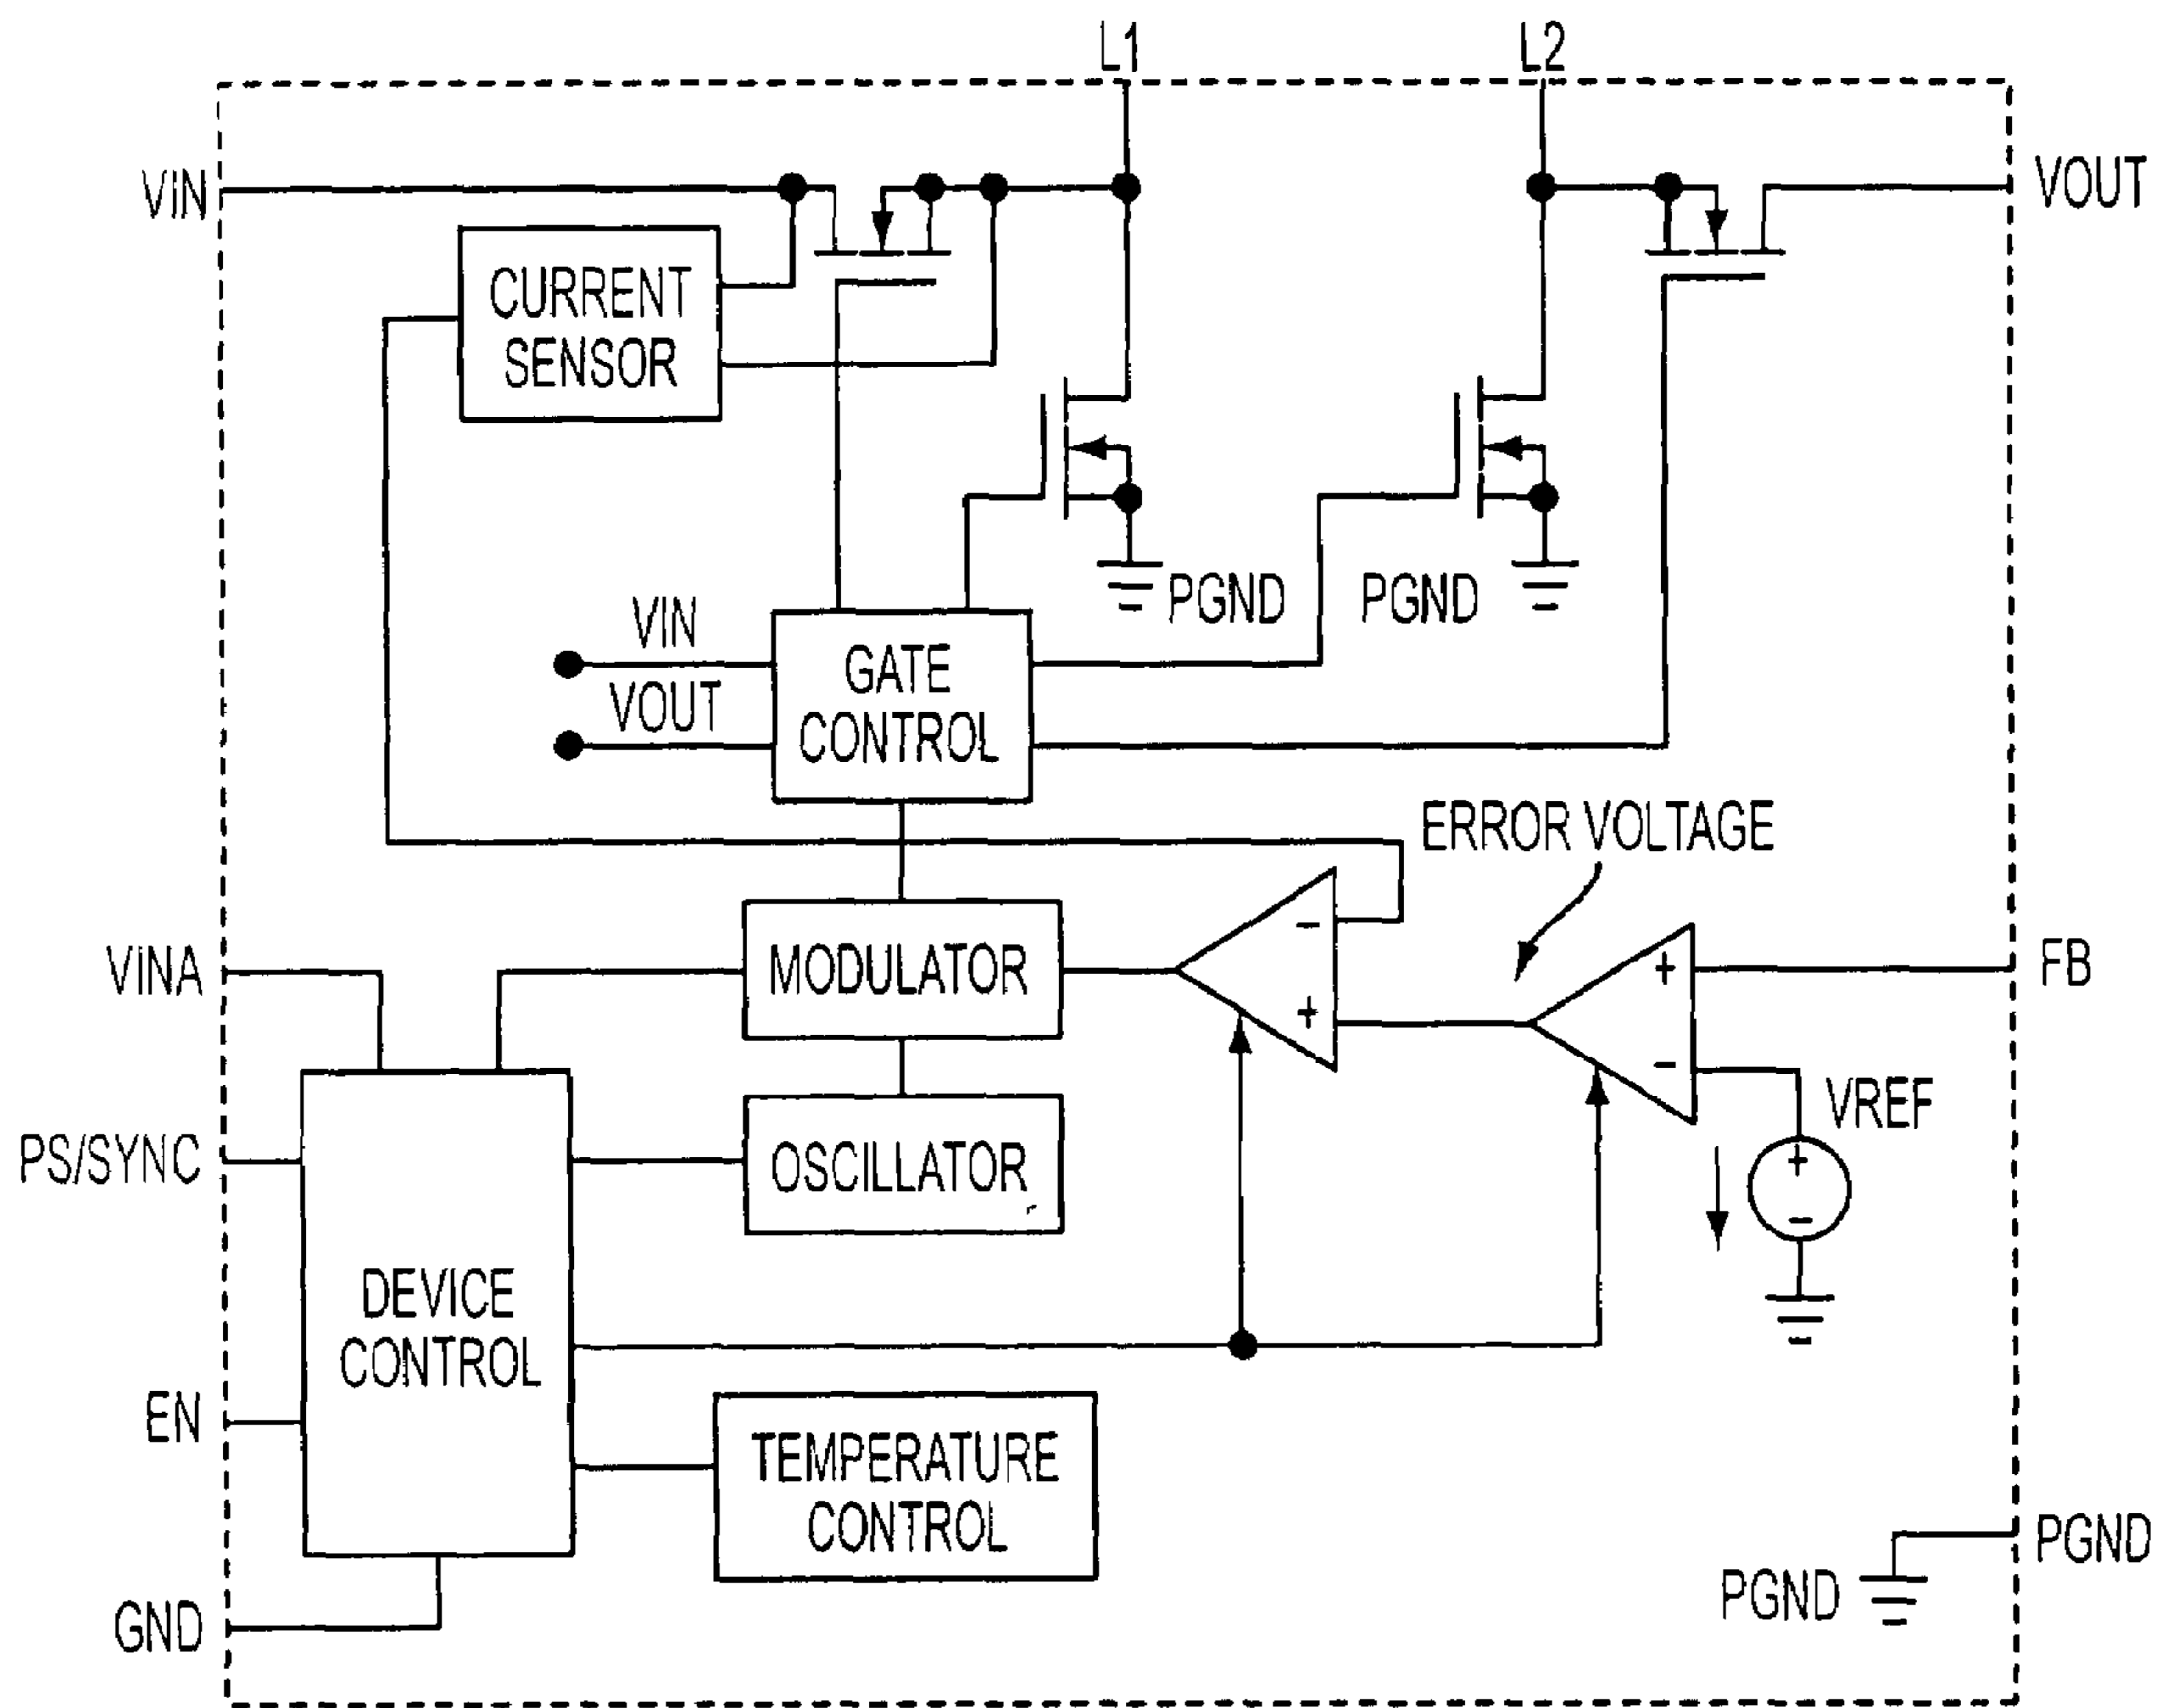 L1
L2
VIN
VOUT
CURRENT
SENSOR
PGND
PGND
VIN
VOUT
GATE
CONTROL
ERROR VOLTAGE
VINA
MODULATOR
-
+
+
-
FB
VREF
+
-
PS/SYNC
OSCILLATOR
DEVICE
CONTROL
EN
TEMPERATURE
CONTROL
PGND
PGND
GND